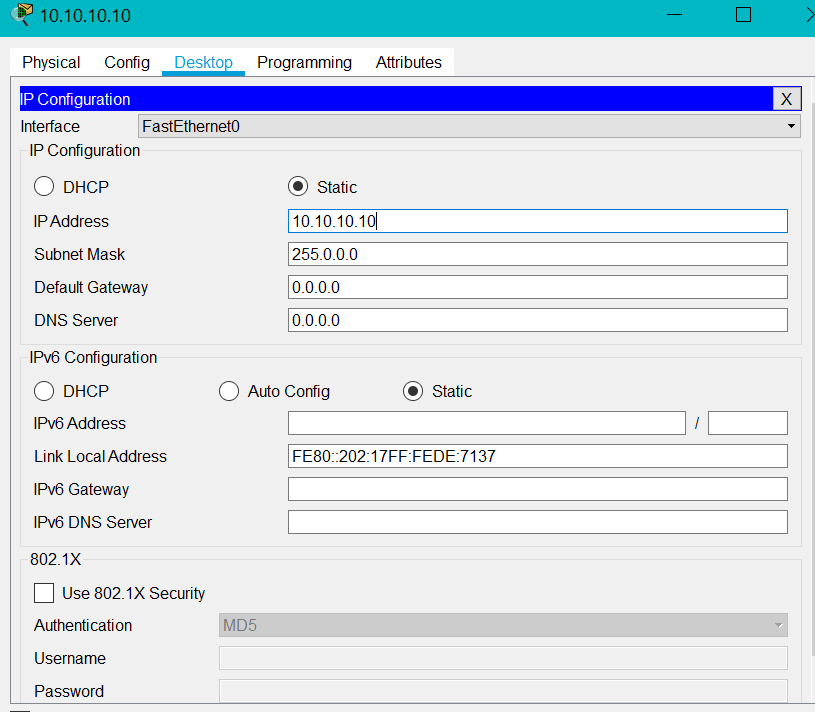 10.10.10.10
Physical Config Desktop Programming Attributes
IP Configuration X
Interface FastEthernet0
IP Configuration
DHCP Static
IP Address 10.10.10.10
Subnet Mask 255.0.0.0
Default Gateway 0.0.0.0
DNS Server 0.0.0.0
IPv6 Configuration
DHCP Auto Config Static
IPv6 Address /
Link Local Address FE80::202:17FF:FEDE:7137
IPv6 Gateway
IPv6 DNS Server
802.1X
Use 802.1X Security
Authentication MD5
Username
Password